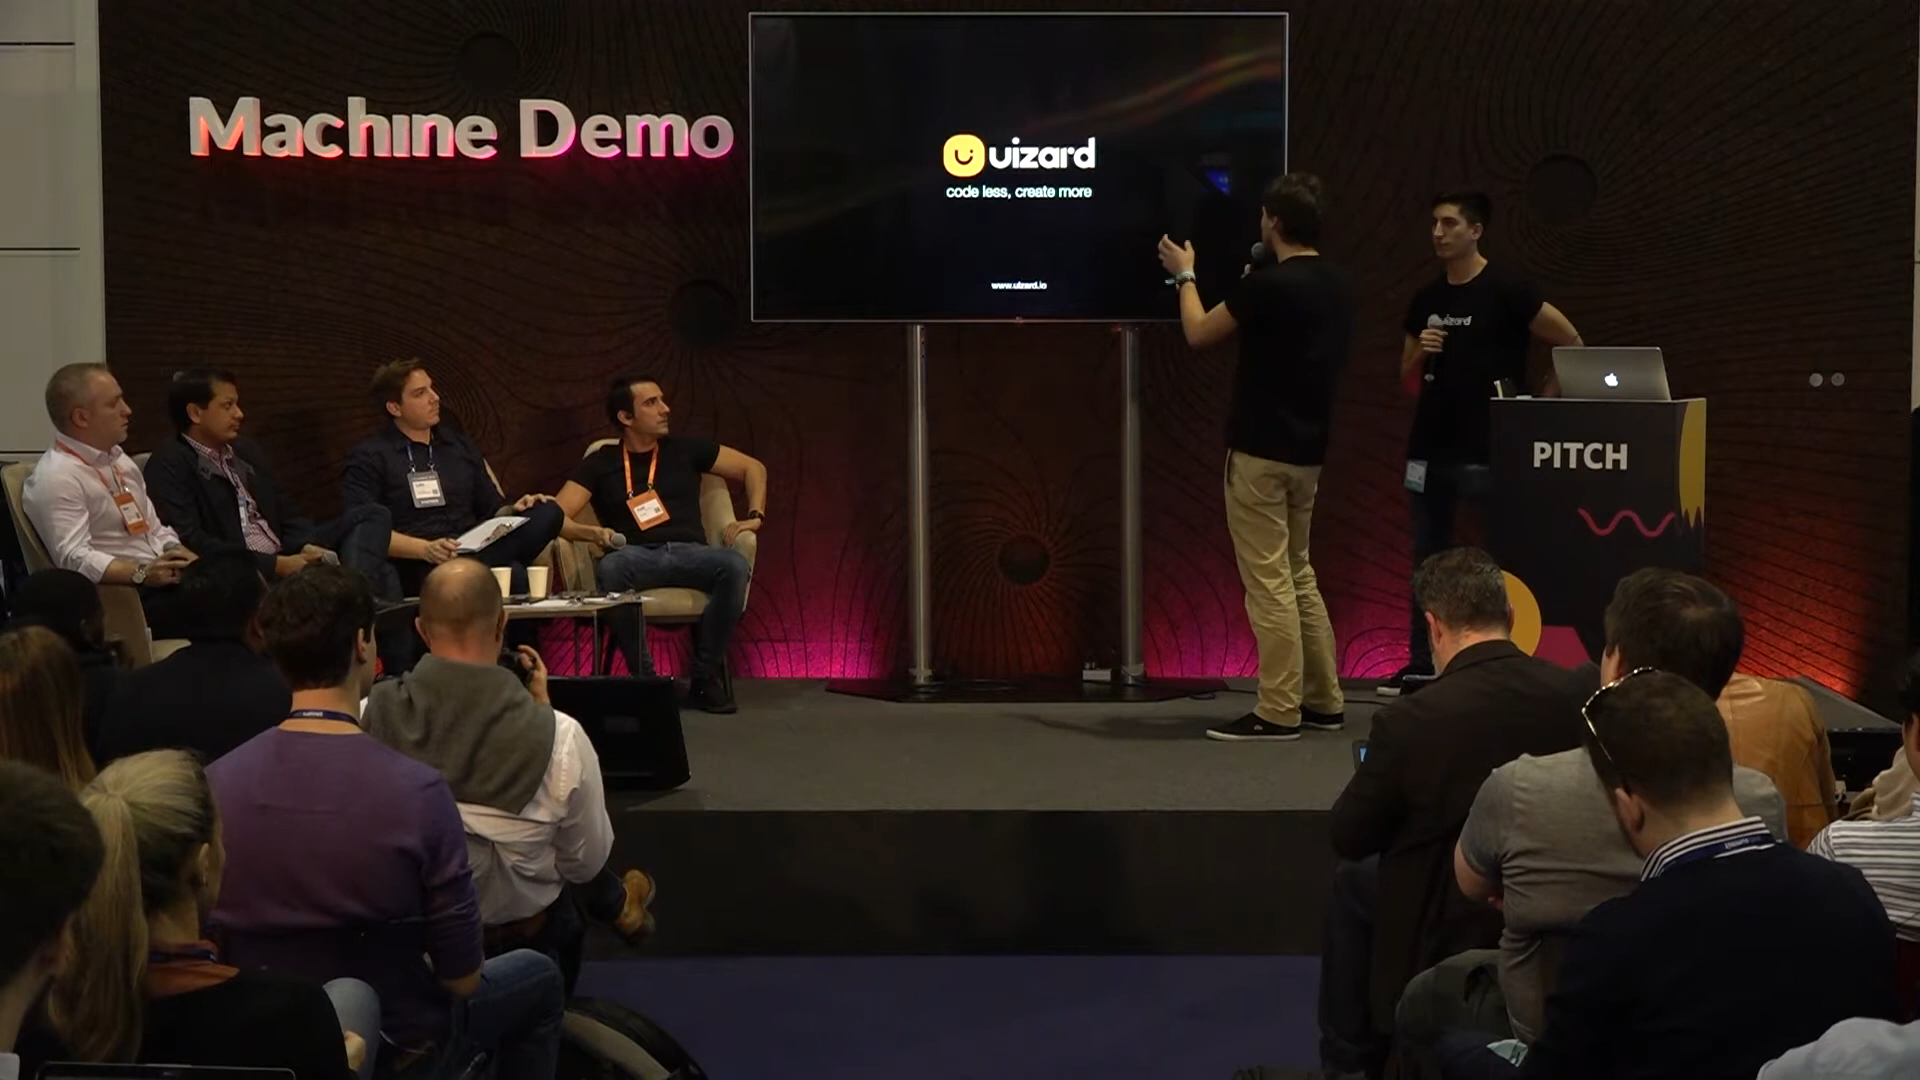 Machine Demo
uizard
code less, create more
www.uizard.io
uizard
PITCH